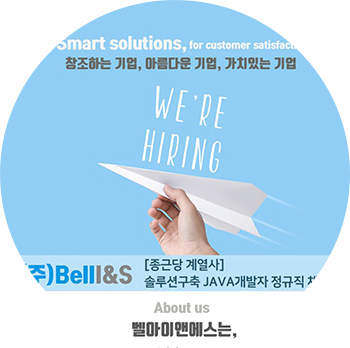 Smart solutions, for customer satisfact
창조하는 기업, 아름다운 기업, 가치있는 기업
WE'RE
HIRING
주)BellI&S
[종근당 계열사]
솔루션구축 JAVA개발자 정규직 채
About us
벨아이앤에스는,